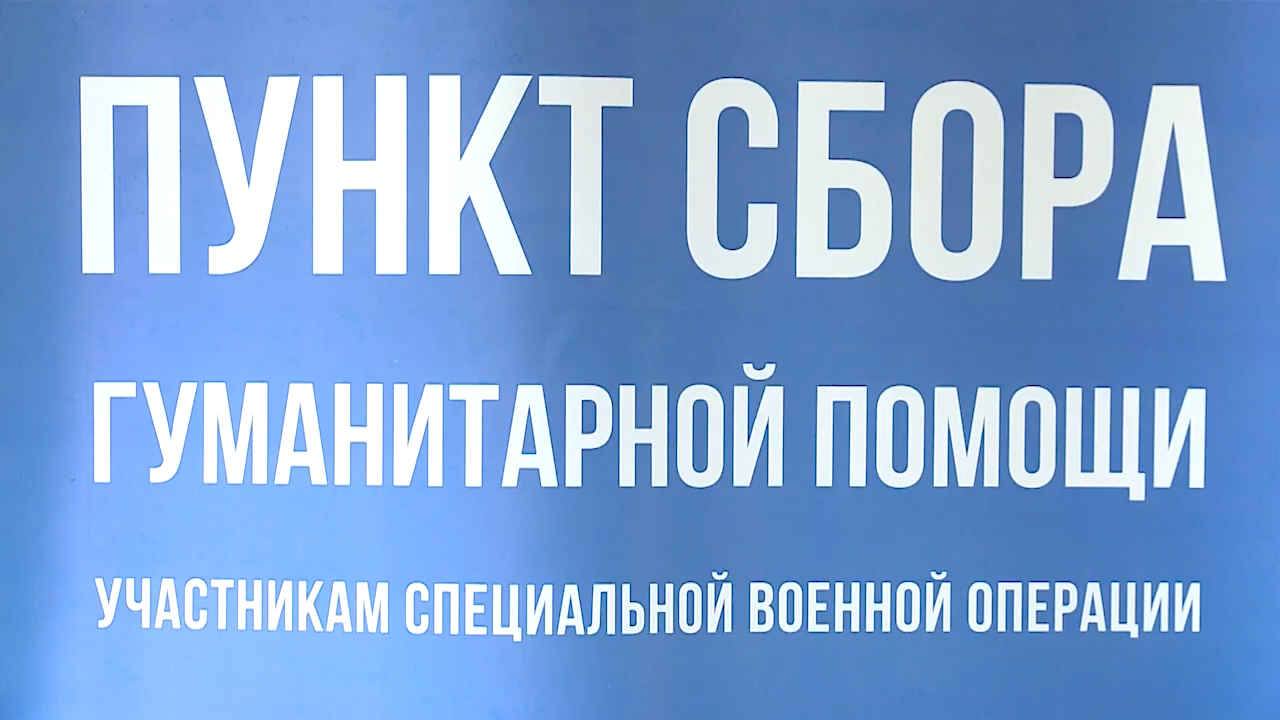 ПУНКТ СБОРА
ГУМАНИТАРНОЙ ПОМОЩИ
УЧАСТНИКАМ СПЕЦИАЛЬНОЙ ВОЕННОЙ ОПЕРАЦИИ